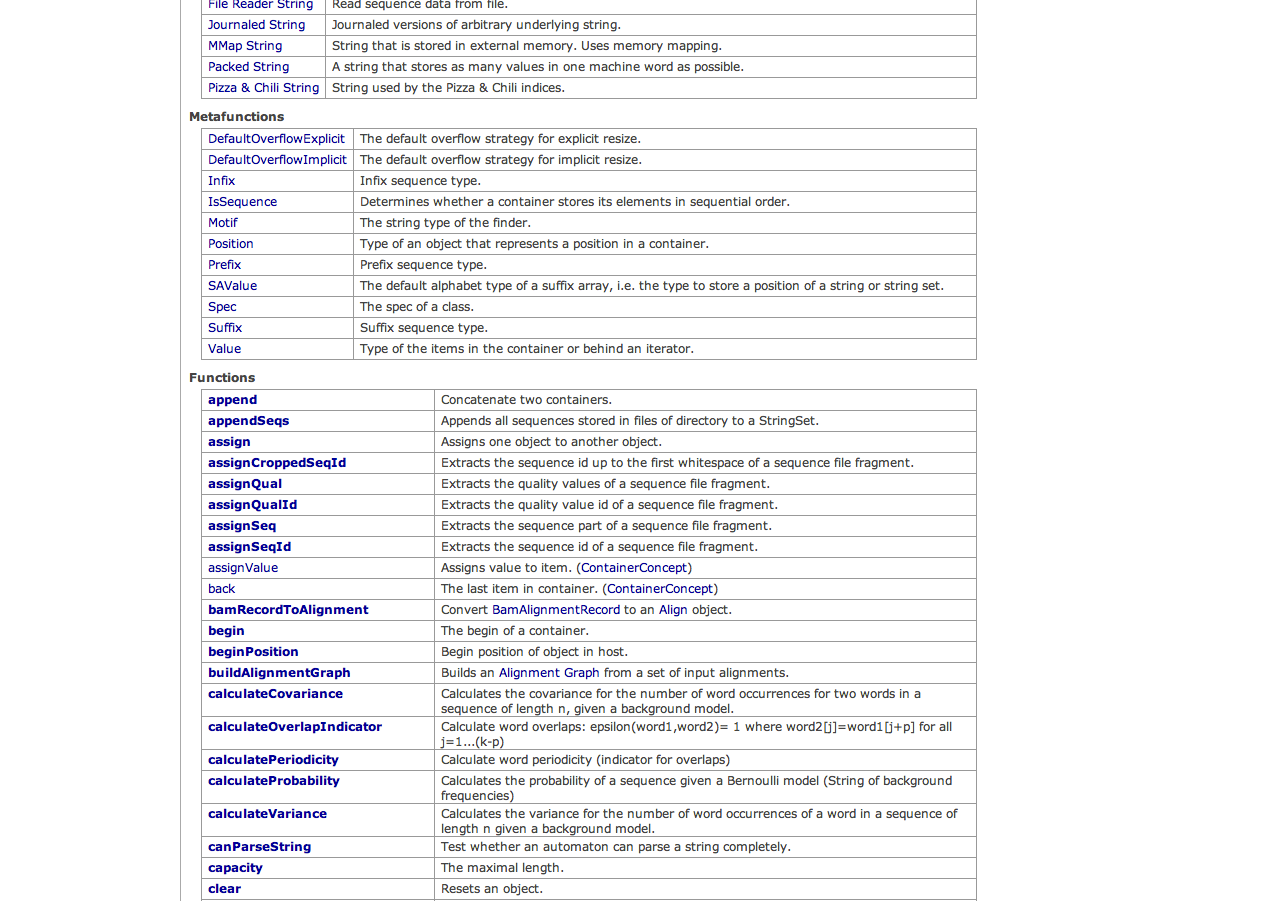 File Reader String Read sequence data from file.
Journaled String Journaled versions of arbitrary underlying string.
MMap String String that is stored in external memory. Uses memory mapping.
Packed String A string that stores as many values in one machine word as possible.
Pizza & Chili String String used by the Pizza & Chili indices.
Metafunctions
DefaultOverflowExplicit The default overflow strategy for explicit resize.
DefaultOverflowImplicit The default overflow strategy for implicit resize.
Infix Infix sequence type.
IsSequence Determines whether a container stores its elements in sequential order.
Motif The string type of the finder.
Position Type of an object that represents a position in a container.
Prefix Prefix sequence type.
SAValue The default alphabet type of a suffix array, i.e. the type to store a position of a string or string set.
Spec The spec of a class.
Suffix Suffix sequence type.
Value Type of the items in the container or behind an iterator.
Functions
append Concatenate two containers.
appendSeqs Appends all sequences stored in files of directory to a StringSet.
assign Assigns one object to another object.
assignCroppedSeqId Extracts the sequence id up to the first whitespace of a sequence file fragment.
assignQual Extracts the quality values of a sequence file fragment.
assignQualId Extracts the quality value id of a sequence file fragment.
assignSeq Extracts the sequence part of a sequence file fragment.
assignSeqId Extracts the sequence id of a sequence file fragment.
assignValue Assigns value to item. (ContainerConcept)
back The last item in container. (ContainerConcept)
bamRecordToAlignment Convert BamAlignmentRecord to an Align object.
begin The begin of a container.
beginPosition Begin position of object in host.
buildAlignmentGraph Builds an Alignment Graph from a set of input alignments.
calculateCovariance Calculates the covariance for the number of word occurrences for two words in a
sequence of length n, given a background model.
calculateOverlapIndicator Calculate word overlaps: epsilon(word1,word2)= 1 where word2[j]=word1[j+p] for all
j=1...(k-p)
calculatePeriodicity Calculate word periodicity (indicator for overlaps)
calculateProbability Calculates the probability of a sequence given a Bernoulli model (String of background
frequencies)
calculateVariance Calculates the variance for the number of word occurrences of a word in a sequence of
length n given a background model.
canParseString Test whether an automaton can parse a string completely.
capacity The maximal length.
clear Resets an object.